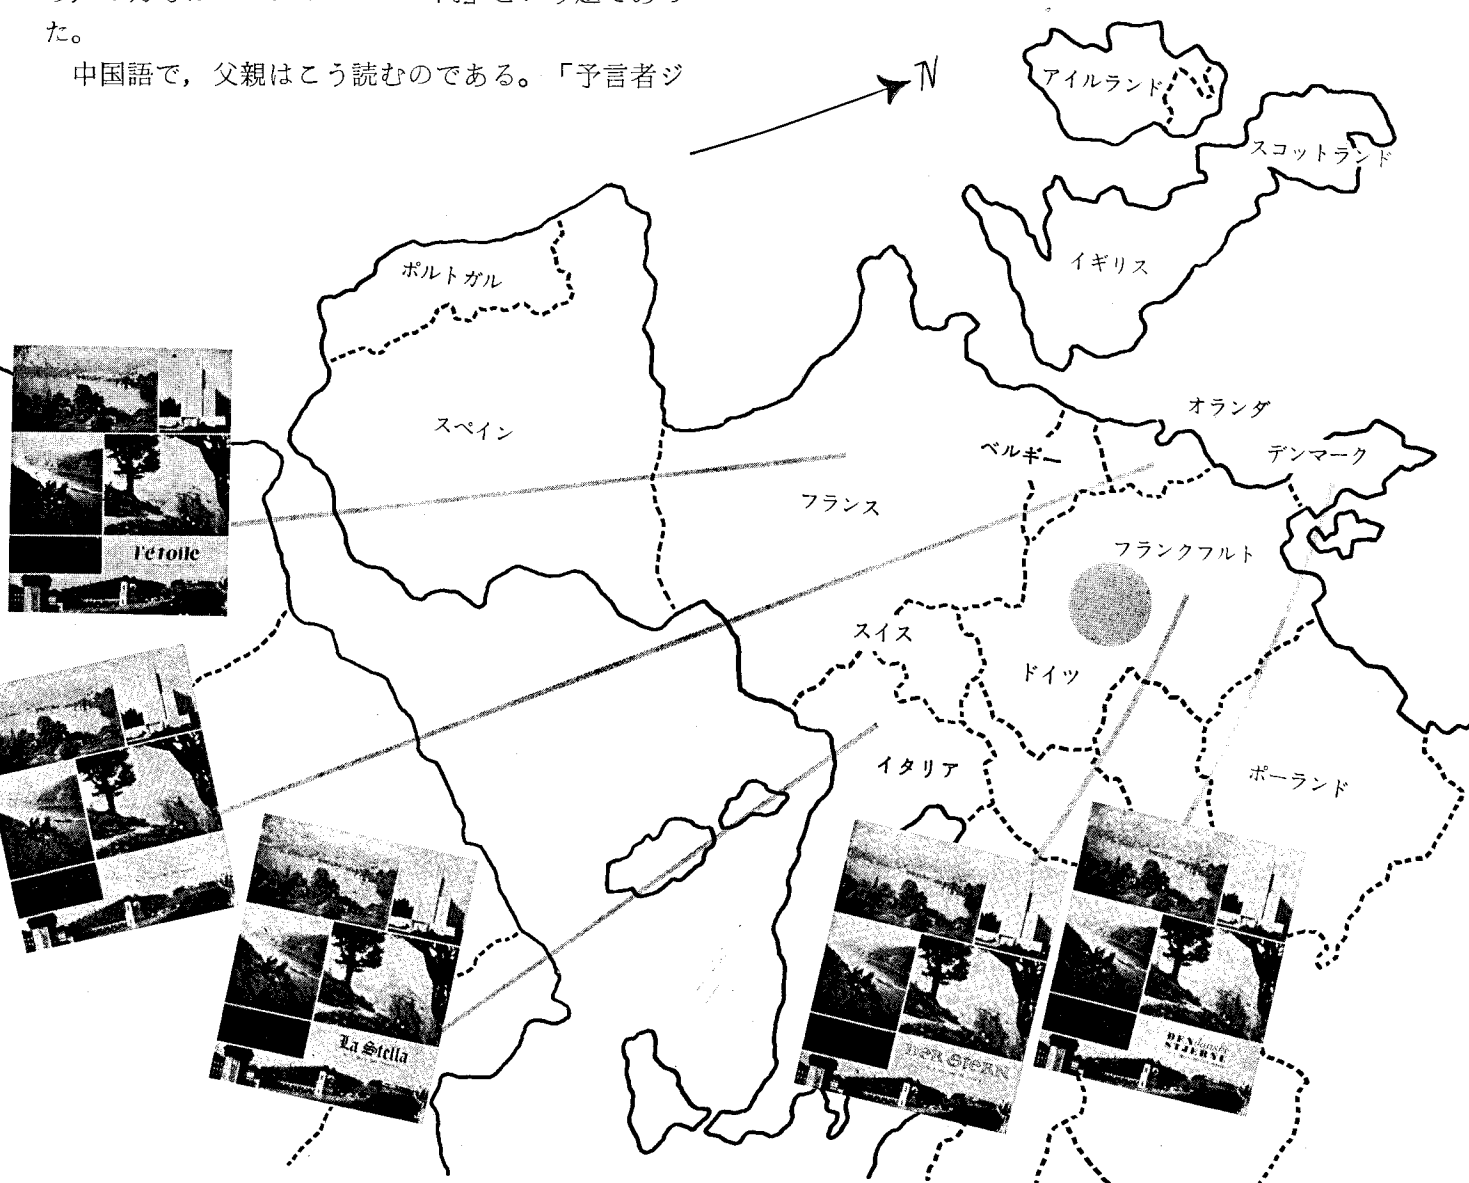 た。
中国語で，父親はこう読むのである。「予言者ジ
N
アイルランド
スコットランド
イギリス
ポルトガル
スペイン
オランダ
デンマーク
ベルギー
フランス
フランクフルト
スイス
ドイツ
イタリア
ポーランド
l'étoile
La Stella
DER STERN
DEN danske
STJERNE